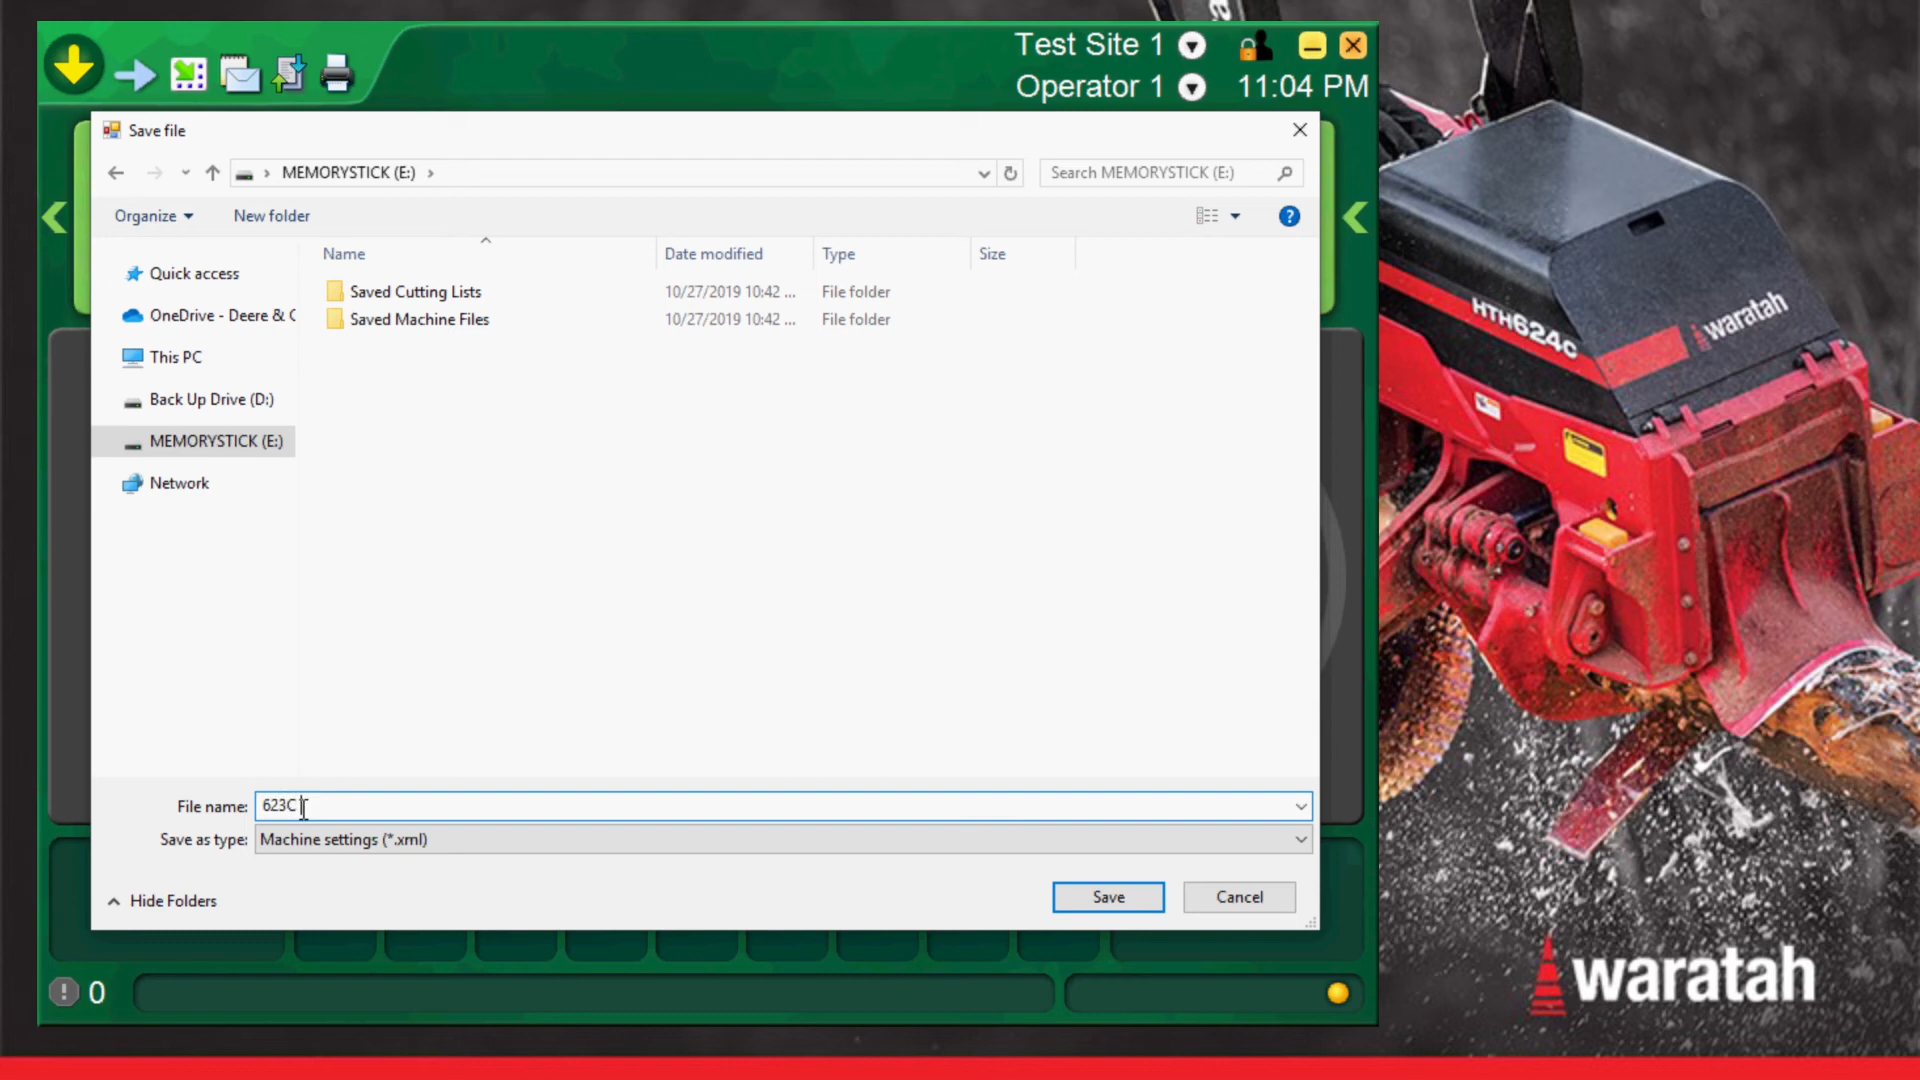 Test Site 1
Operator 1
11:04 PM
Save file
MEMORYSTICK (E:)
Search MEMORYSTICK (E:)
Organize
New folder
Name
Date modified
Type
Size
Quick access
OneDrive - Deere & C
This PC
Back Up Drive (D:)
MEMORYSTICK (E:)
Network
Saved Cutting Lists
10/27/2019 10:42 ...
File folder
Saved Machine Files
10/27/2019 10:42 ...
File folder
File name:
623C
Save as type:
Machine settings (*.xml)
Hide Folders
Save
Cancel
0
HTH624C
waratah
waratah